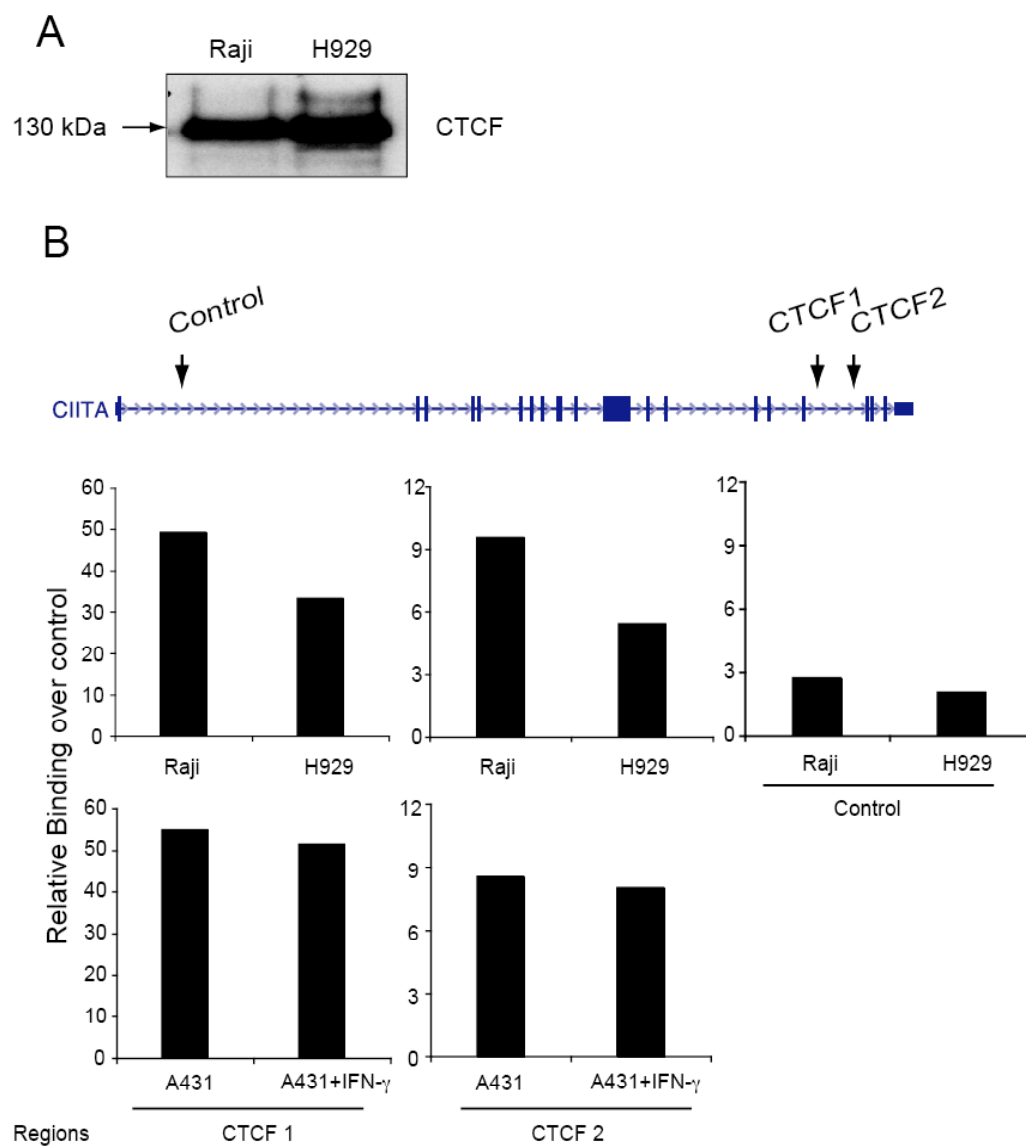 A
Raji H929
130 kDa CTCF
B
Control CTCF1 CTCF2
CIITA
Relative Binding over control
60
50
40
30
20
10
0
Raji H929
12
9
6
3
0
Raji H929
12
9
6
3
0
Raji H929
Control
60
50
40
30
20
10
0
A431 A431+IFN-γ
12
9
6
3
0
A431 A431+IFN-γ
Regions CTCF 1 CTCF 2